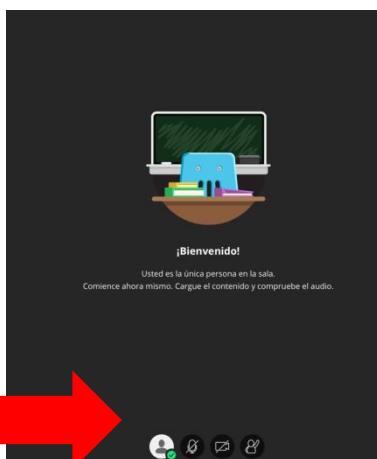 ¡Bienvenido!
Usted es la única persona en la sala.
Comience ahora mismo. Cargue el contenido y compruebe el audio.